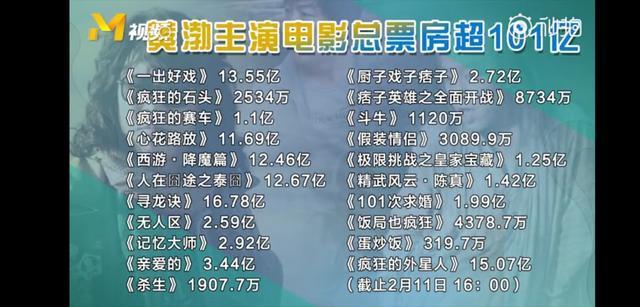 M 视频
秒拍
黄渤主演电影总票房超101亿
《一出好戏》13.55亿
《疯狂的石头》2534万
《疯狂的赛车》1.1亿
《心花路放》11.69亿
《西游·降魔篇》12.46亿
《人在囧途之泰囧》12.67亿
《寻龙诀》16.78亿
《无人区》2.59亿
《记忆大师》2.92亿
《亲爱的》3.44亿
《杀生》1907.7万
《厨子戏子痞子》2.72亿
《痞子英雄之全面开战》8734万
《斗牛》1120万
《假装情侣》3089.9万
《极限挑战之皇家宝藏》1.25亿
《精武风云·陈真》1.42亿
《101次求婚》1.99亿
《饭局也疯狂》4378.7万
《蛋炒饭》319.7万
《疯狂的外星人》15.07亿
(截止2月11日 16：00)